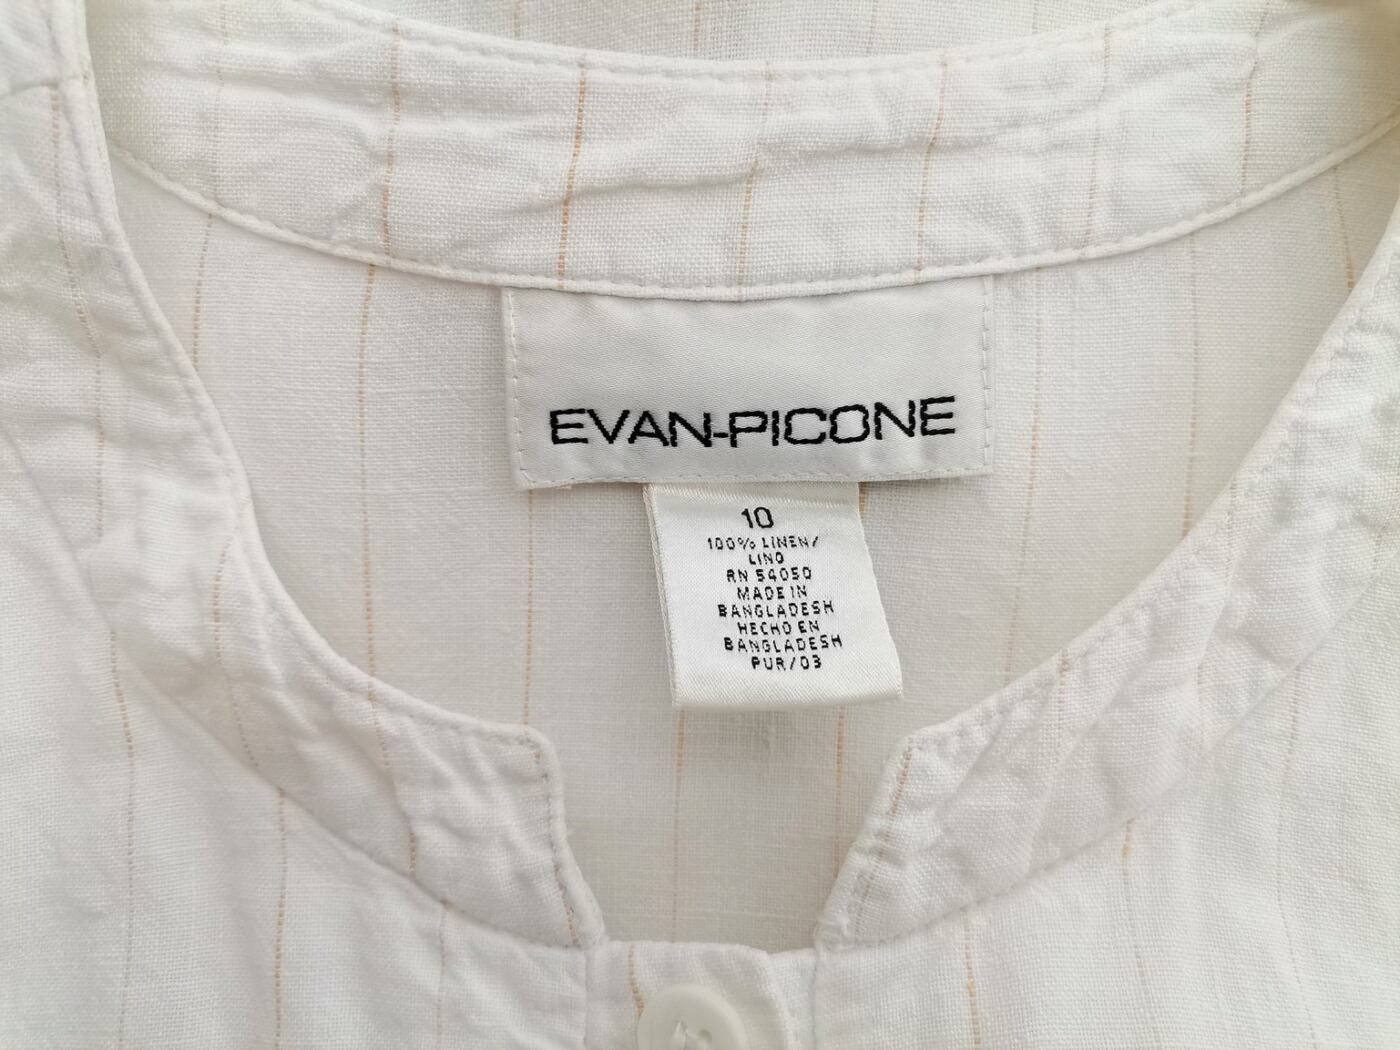 EVAN-PICONE
10
100% LINEN/
LINO
RN 54050
MADE IN
BANGLADESH
HECHO EN
BANGLADESH
PUR/03